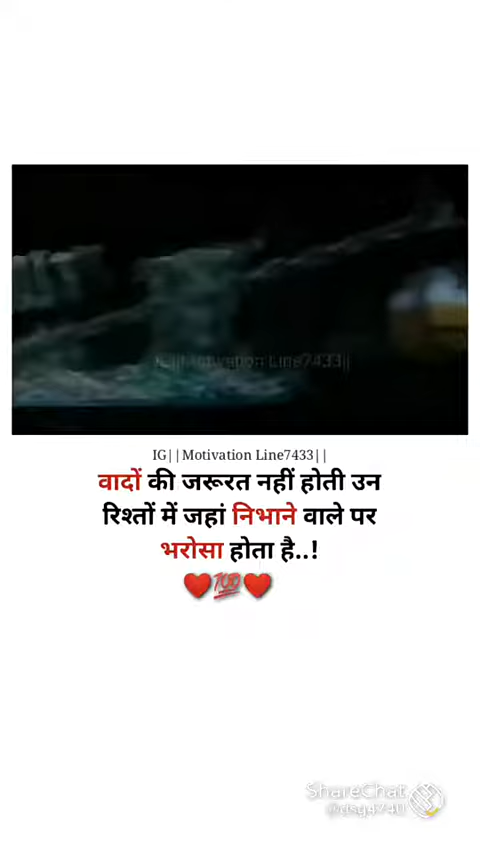 IG||Motivation Line7433||
वादों की जरूरत नहीं होती उन
रिश्तों में जहां निभाने वाले पर
भरोसा होता है..!
❤️💯❤️
ShareChat